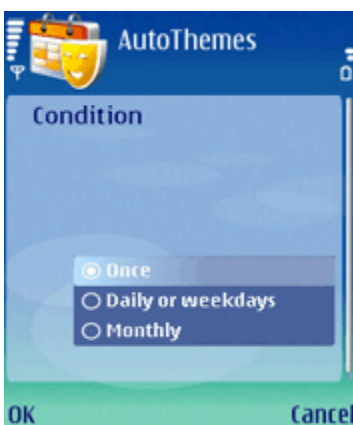 AutoThemes
Condition
Once
Daily or weekdays
Monthly
OK Cancel